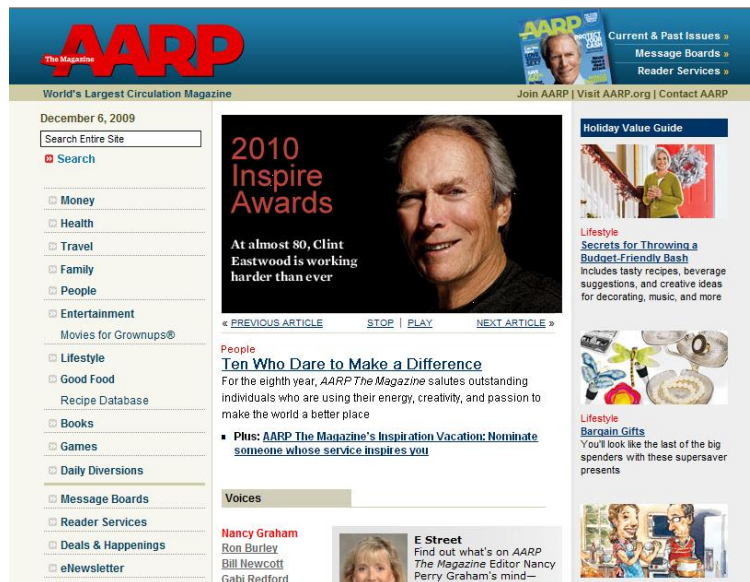 The Magazine
AARP
AARP
PROTECT
YOUR
CASH
Current & Past Issues »
Message Boards »
Reader Services »
World's Largest Circulation Magazine
Join AARP | Visit AARP.org | Contact AARP
December 6, 2009
Search Entire Site
Search
Money
Health
Travel
Family
People
Entertainment
Movies for Grownups®
Lifestyle
Good Food
Recipe Database
Books
Games
Daily Diversions
Message Boards
Reader Services
Deals & Happenings
eNewsletter
2010
Inspire
Awards
At almost 80, Clint
Eastwood is working
harder than ever
« PREVIOUS ARTICLE STOP | PLAY NEXT ARTICLE »
People
Ten Who Dare to Make a Difference
For the eighth year, AARP The Magazine salutes outstanding
individuals who are using their energy, creativity, and passion to
make the world a better place
Plus: AARP The Magazine's Inspiration Vacation: Nominate
someone whose service inspires you
Voices
Nancy Graham
Ron Burley
Bill Newcott
Gabi Redford
E Street
Find out what's on AARP
The Magazine Editor Nancy
Perry Graham's mind—
Holiday Value Guide
Lifestyle
Secrets for Throwing a
Budget-Friendly Bash
Includes tasty recipes, beverage
suggestions, and creative ideas
for decorating, music, and more
Lifestyle
Bargain Gifts
You'll look like the last of the big
spenders with these supersaver
presents